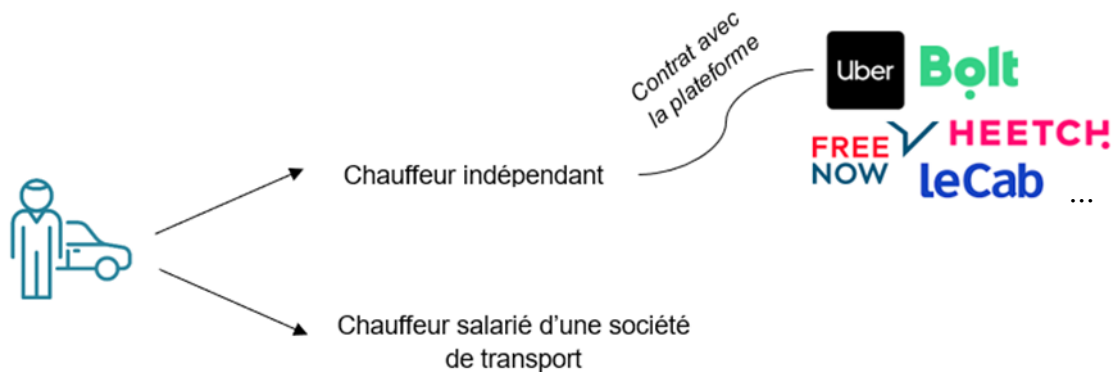 Contrat avec
la plateforme
Uber
Bolt
FREE
NOW
HEETCH
leCab
...
Chauffeur indépendant
Chauffeur salarié d'une société
de transport